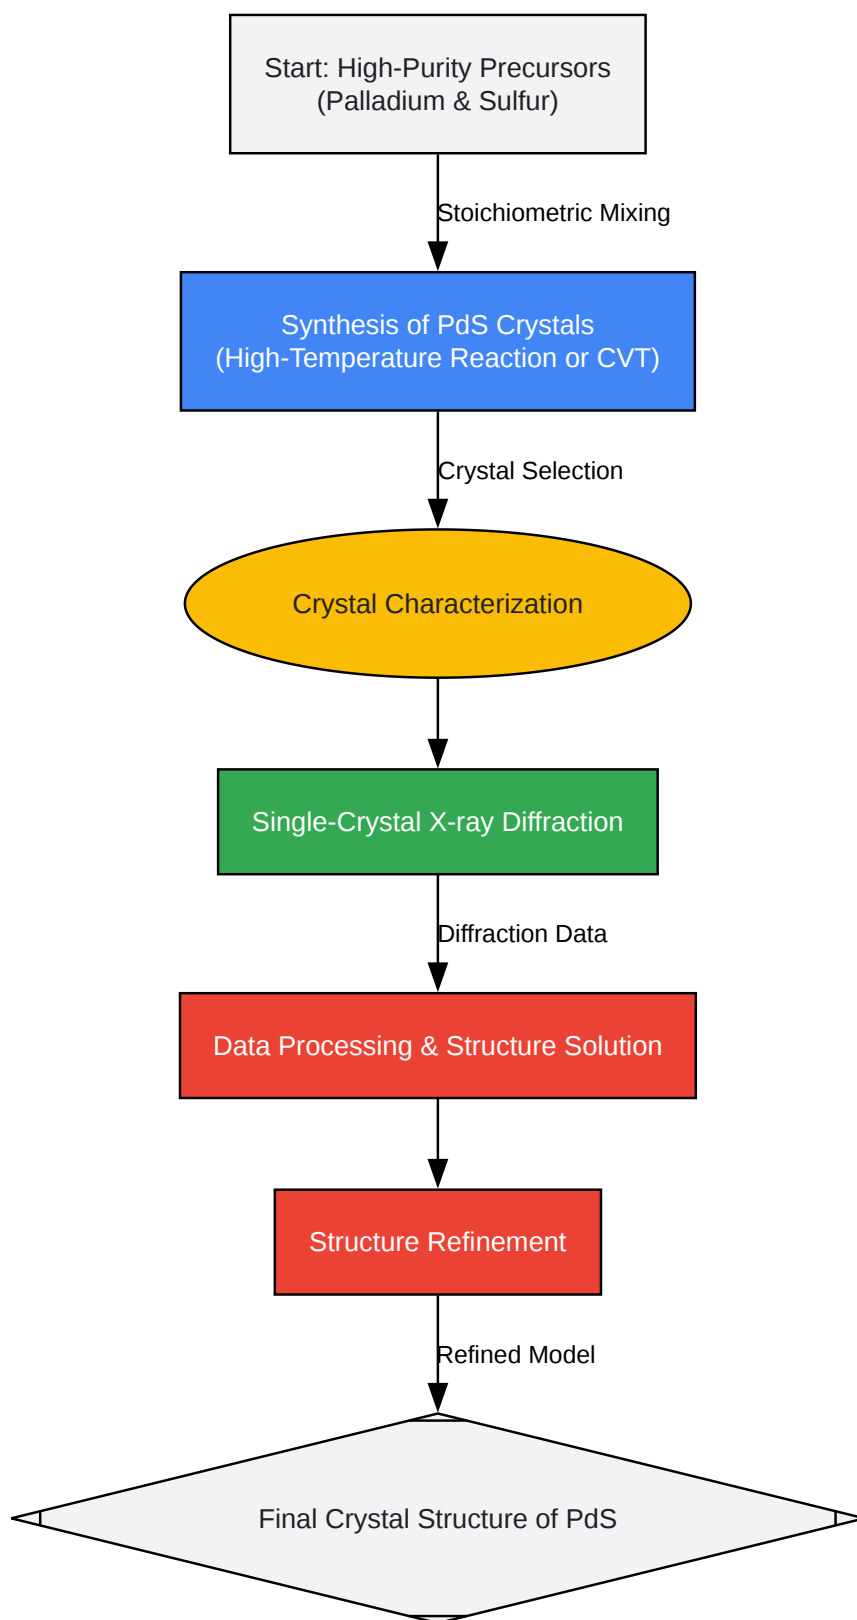 Start: High-Purity Precursors
(Palladium & Sulfur)
Stoichiometric Mixing
Synthesis of PdS Crystals
(High-Temperature Reaction or CVT)
Crystal Selection
Crystal Characterization
Single-Crystal X-ray Diffraction
Diffraction Data
Data Processing & Structure Solution
Structure Refinement
Refined Model
Final Crystal Structure of PdS